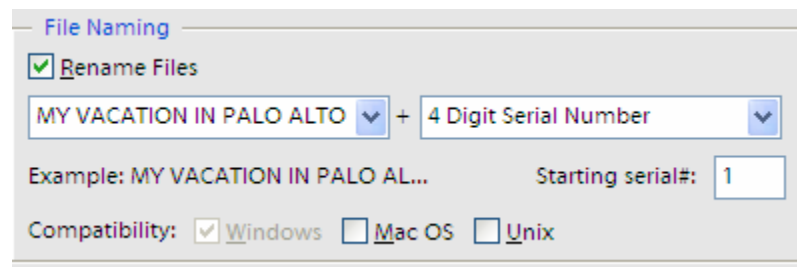 File Naming
Rename Files
MY VACATION IN PALO ALTO + 4 Digit Serial Number
Example: MY VACATION IN PALO AL... Starting serial#: 1
Compatibility: Windows Mac OS Unix